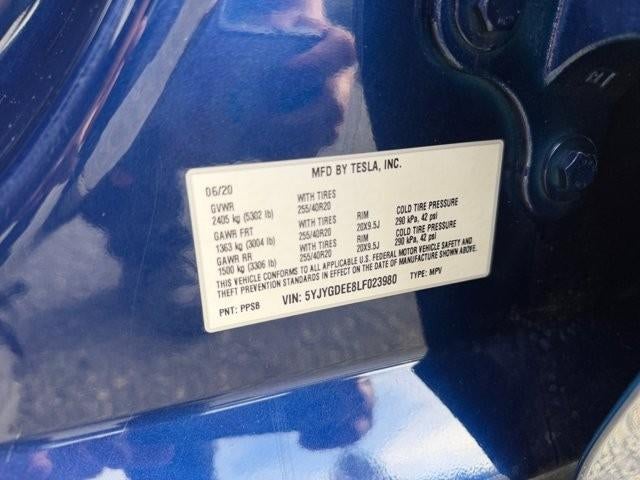 MFD BY TESLA, INC.
06/20
GVWR WITH TIRES
2405 kg (5302 lb) 255/40R20 RIM COLD TIRE PRESSURE
GAWR FRT WITH TIRES 20X9.5J 290 kPa, 42 psi
1363 kg (3004 lb) 255/40R20 RIM COLD TIRE PRESSURE
GAWR RR WITH TIRES 20X9.5J 290 kPa, 42 psi
1500 kg (3306 lb) 255/40R20
THIS VEHICLE CONFORMS TO ALL APPLICABLE U.S. FEDERAL MOTOR VEHICLE SAFETY AND
THEFT PREVENTION STANDARDS IN EFFECT ON THE DATE OF MANUFACTURE SHOWN ABOVE.
PNT: PPSB VIN: 5YJYGDEE8LF023980 TYPE: MPV